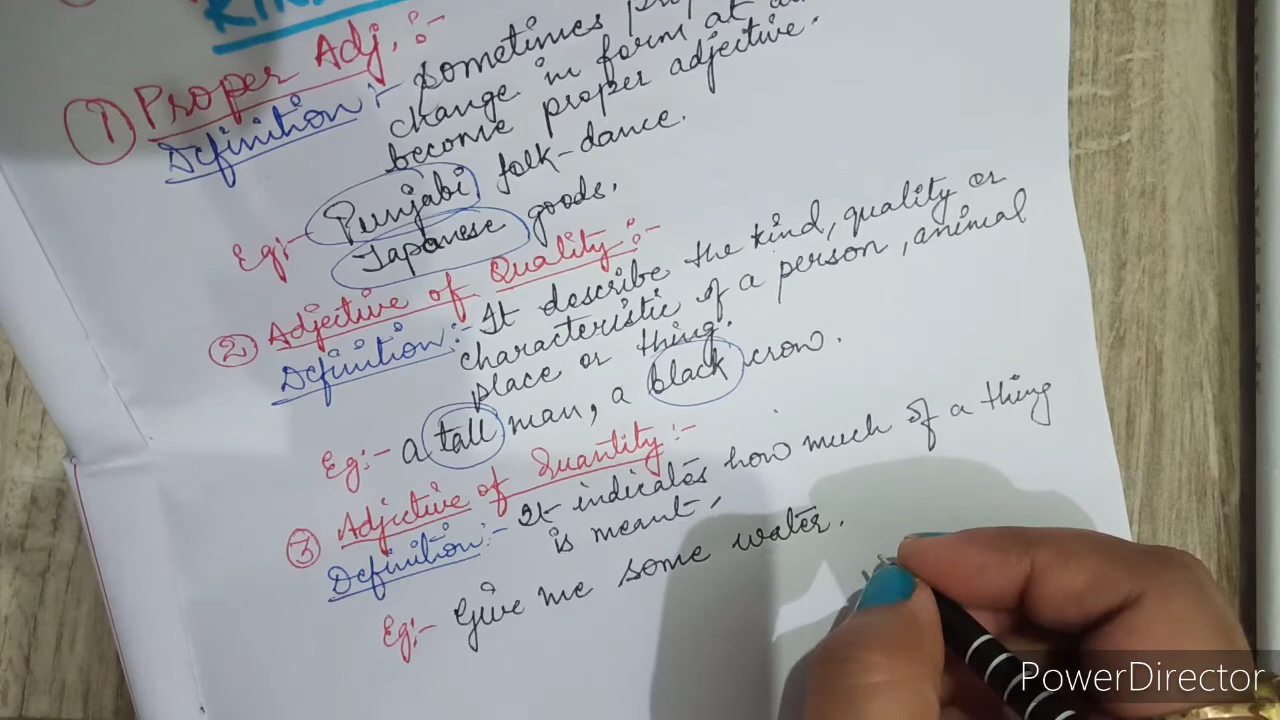 ① Proper Adj. :-
Definition :- sometimes
change in form at
become proper adjective.
Eg:- Punjabi folk-dance.
Japanese goods.
② Adjective of Quality :-
Definition :- It describe the kind, quality or
characteristic of a person, animal
place or thing.
Eg:- a tall man, a black crow.
③ Adjective of Quantity :-
Definition :- It indicates how much of a thing
is meant,
Eg:- Give me some water.
PowerDirector